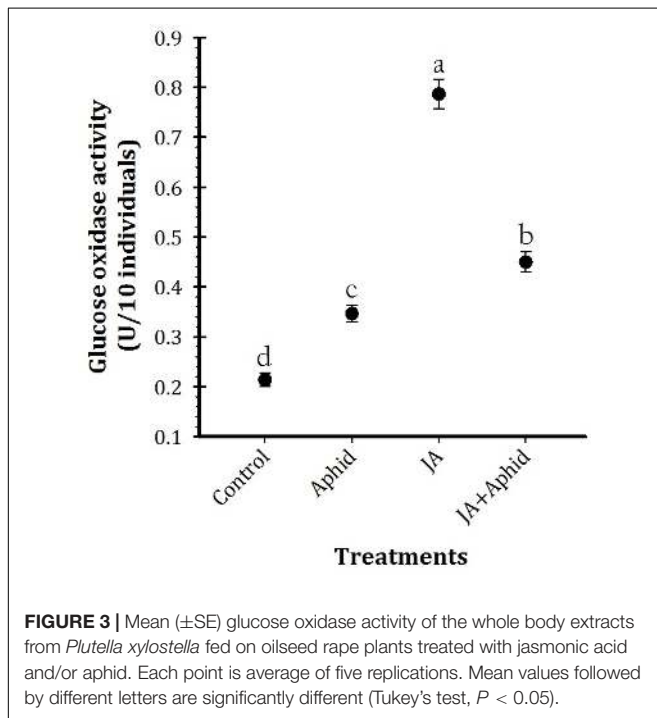 0.9
0.8
0.7
0.6
0.5
0.4
0.3
0.2
0.1
Glucose oxidase activity
(U/10 individuals)
d
c
a
b
Control
Aphid
JA
JA+Aphid
Treatments
FIGURE 3 | Mean (±SE) glucose oxidase activity of the whole body extracts
from Plutella xylostella fed on oilseed rape plants treated with jasmonic acid
and/or aphid. Each point is average of five replications. Mean values followed
by different letters are significantly different (Tukey's test, P < 0.05).